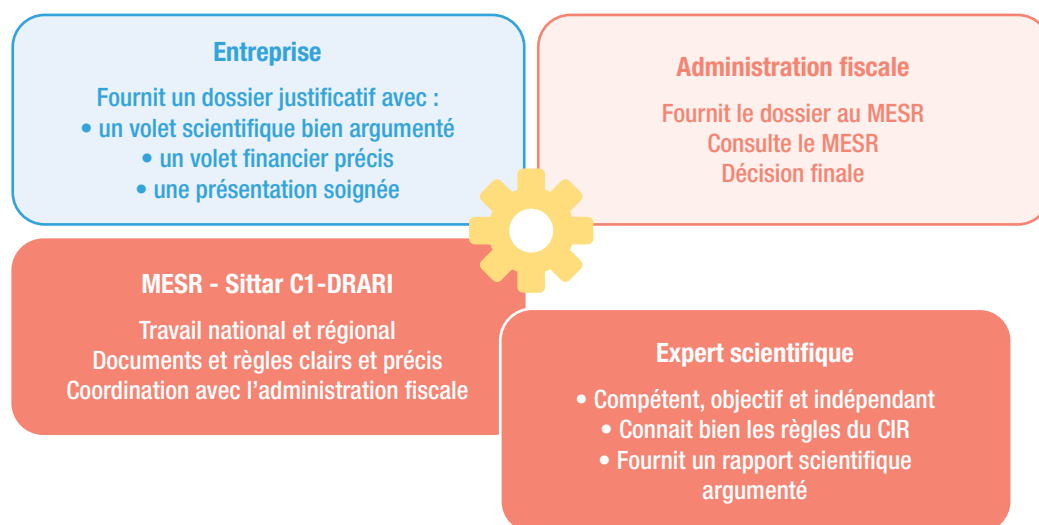 Entreprise
Fournit un dossier justificatif avec :
• un volet scientifique bien argumenté
• un volet financier précis
• une présentation soignée
Administration fiscale
Fournit le dossier au MESR
Consulte le MESR
Décision finale
MESR - Sittar C1-DRARI
Travail national et régional
Documents et règles clairs et précis
Coordination avec l’administration fiscale
Expert scientifique
• Compétent, objectif et indépendant
• Connait bien les règles du CIR
• Fournit un rapport scientifique
argumenté